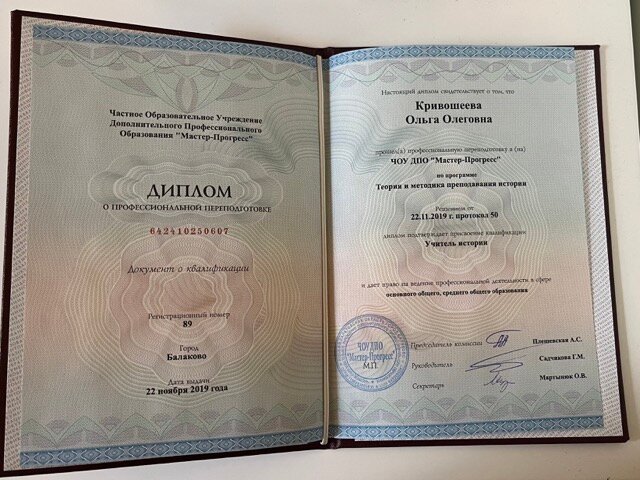 Частное Образовательное Учреждение
Дополнительного Профессионального
Образования "Мастер-Прогресс"
ДИПЛОМ
О ПРОФЕССИОНАЛЬНОЙ ПЕРЕПОДГОТОВКЕ
642410250607
Документ о квалификации
Регистрационный номер
89
Город
Балаково
Дата выдачи
22 ноября 2019 года
Настоящий диплом свидетельствует о том, что
Кривошеева
Ольга Олеговна
прошел(а) профессиональную переподготовку в (на)
ЧОУ ДПО "Мастер-Прогресс"
по программе
Теория и методика преподавания истории
Решением от
22.11.2019 г. протокол 50
диплом подтверждает присвоение квалификации
Учитель истории
и дает право на ведение профессиональной деятельности в сфере
основного общего, среднего общего образования
Председатель комиссии Плешевская А.С.
Руководитель Садчикова Г.М.
Секретарь Мартынюк О.В.
ЧОУ ДПО
"Мастер-Прогресс"
М.П.